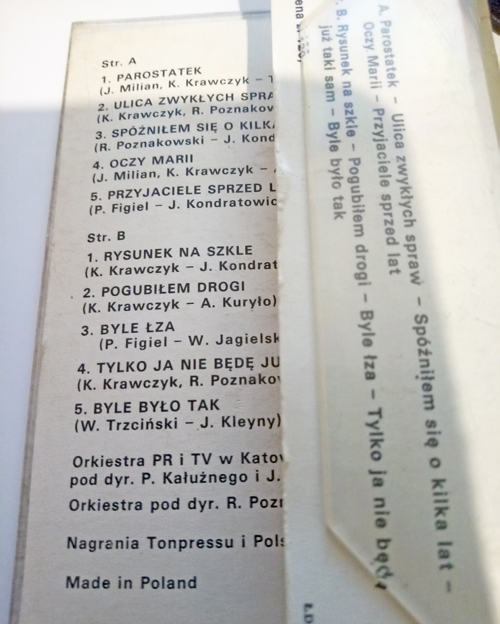 Str. A
1. PAROSTATEK
(J. Milian, K. Krawczyk –
2. ULICA ZWYKŁYCH SPRA
(K. Krawczyk, R. Poznakow
3. SPÓŹNIŁEM SIĘ O KILK
(R. Poznakowski – J. Kond
4. OCZY MARII
(J. Milian, K. Krawczyk –
5. PRZYJACIELE SPRZED L
(P. Figiel – J. Kondratowic
Str. B
1. RYSUNEK NA SZKLE
(K. Krawczyk – J. Kondrat
2. POGUBIŁEM DROGI
(K. Krawczyk – A. Kuryło)
3. BYLE ŁZA
(P. Figiel – W. Jagielsk
4. TYLKO JA NIE BĘDĘ JU
(K. Krawczyk, R. Poznako
5. BYLE BYŁO TAK
(W. Trzciński – J. Kleyny)
Orkiestra PR i TV w Kato
pod dyr. P. Kałużnego i J.
Orkiestra pod dyr. R. Poz
Nagrania Tonpressu i Pols
Made in Poland
A. Parostatek – Ulica zwykłych spraw – Spóźniłem się o kilka lat –
Oczy Marii – Przyjaciele sprzed lat
B. Rysunek na szkle – Pogubiłem drogi – Byle łza – Tylko ja nie będę
już taki sam – Byle było tak